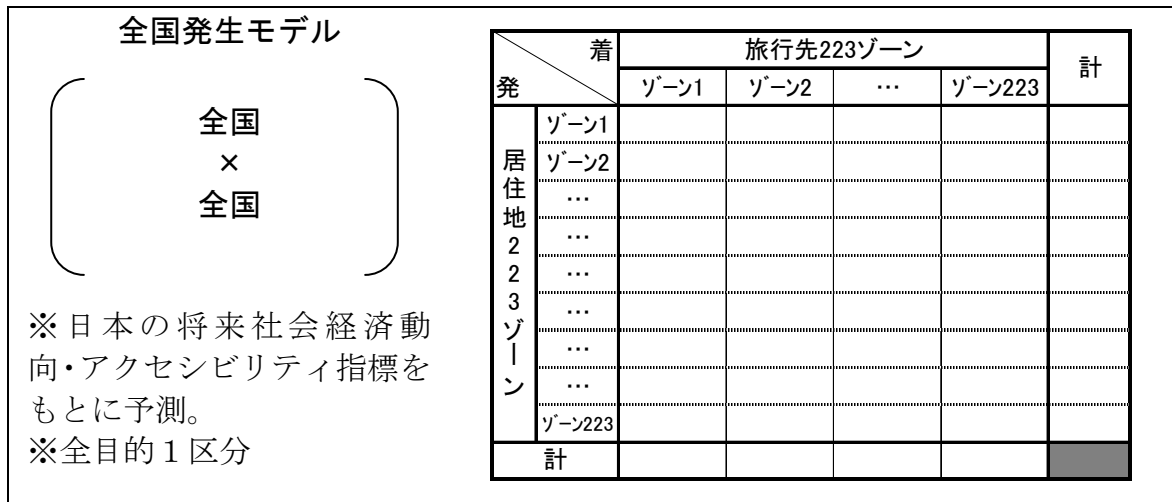 全国発生モデル
全国
×
全国
※日本の将来社会経済動
向・アクセシビリティ指標を
もとに予測。
※全目的１区分
着
発
旅行先223ゾーン
計
ｿﾞｰﾝ1
ｿﾞｰﾝ2
…
ｿﾞｰﾝ223
居住地２２３ゾーン
ｿﾞｰﾝ1
ｿﾞｰﾝ2
…
…
…
…
…
…
ｿﾞｰﾝ223
計